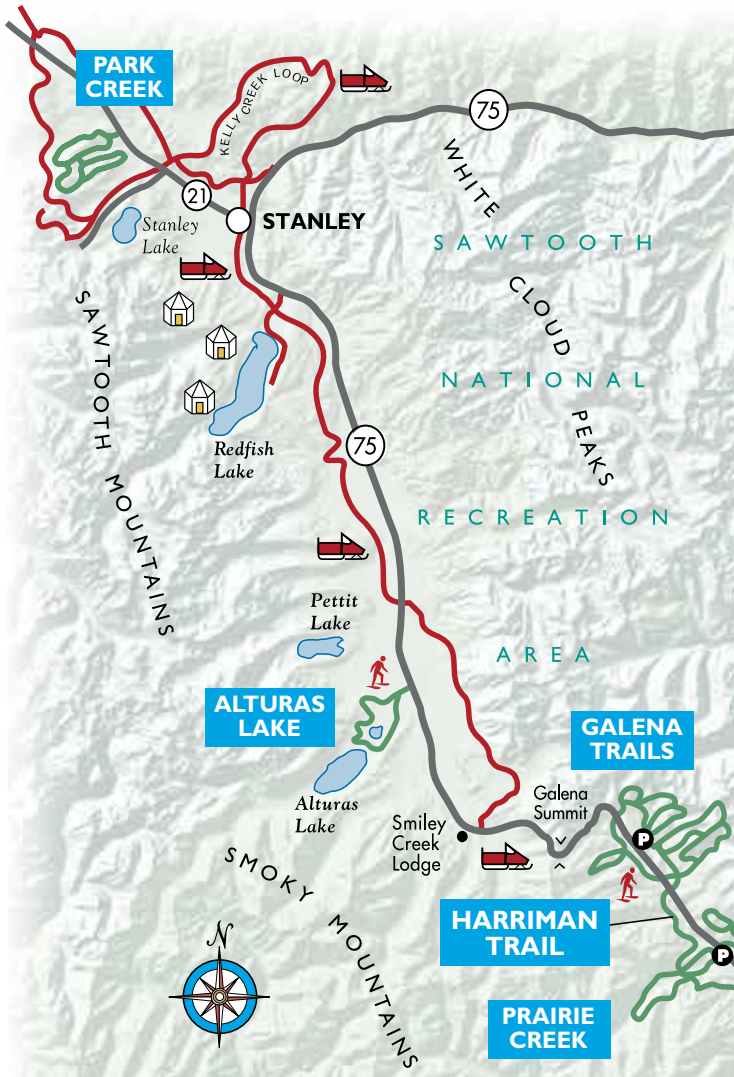 PARK
CREEK
KELLY CREEK LOOP
75
WHITE
CLOUD
PEAKS
21
STANLEY
Stanley
Lake
SAWTOOTH
NATIONAL
RECREATION
AREA
SAWTOOTH
MOUNTAINS
Redfish
Lake
75
Pettit
Lake
ALTURAS
LAKE
GALENA
TRAILS
Alturas
Lake
Galena
Summit
Smiley
Creek
Lodge
P
SMOKY
MOUNTAINS
HARRIMAN
TRAIL
N
P
PRAIRIE
CREEK